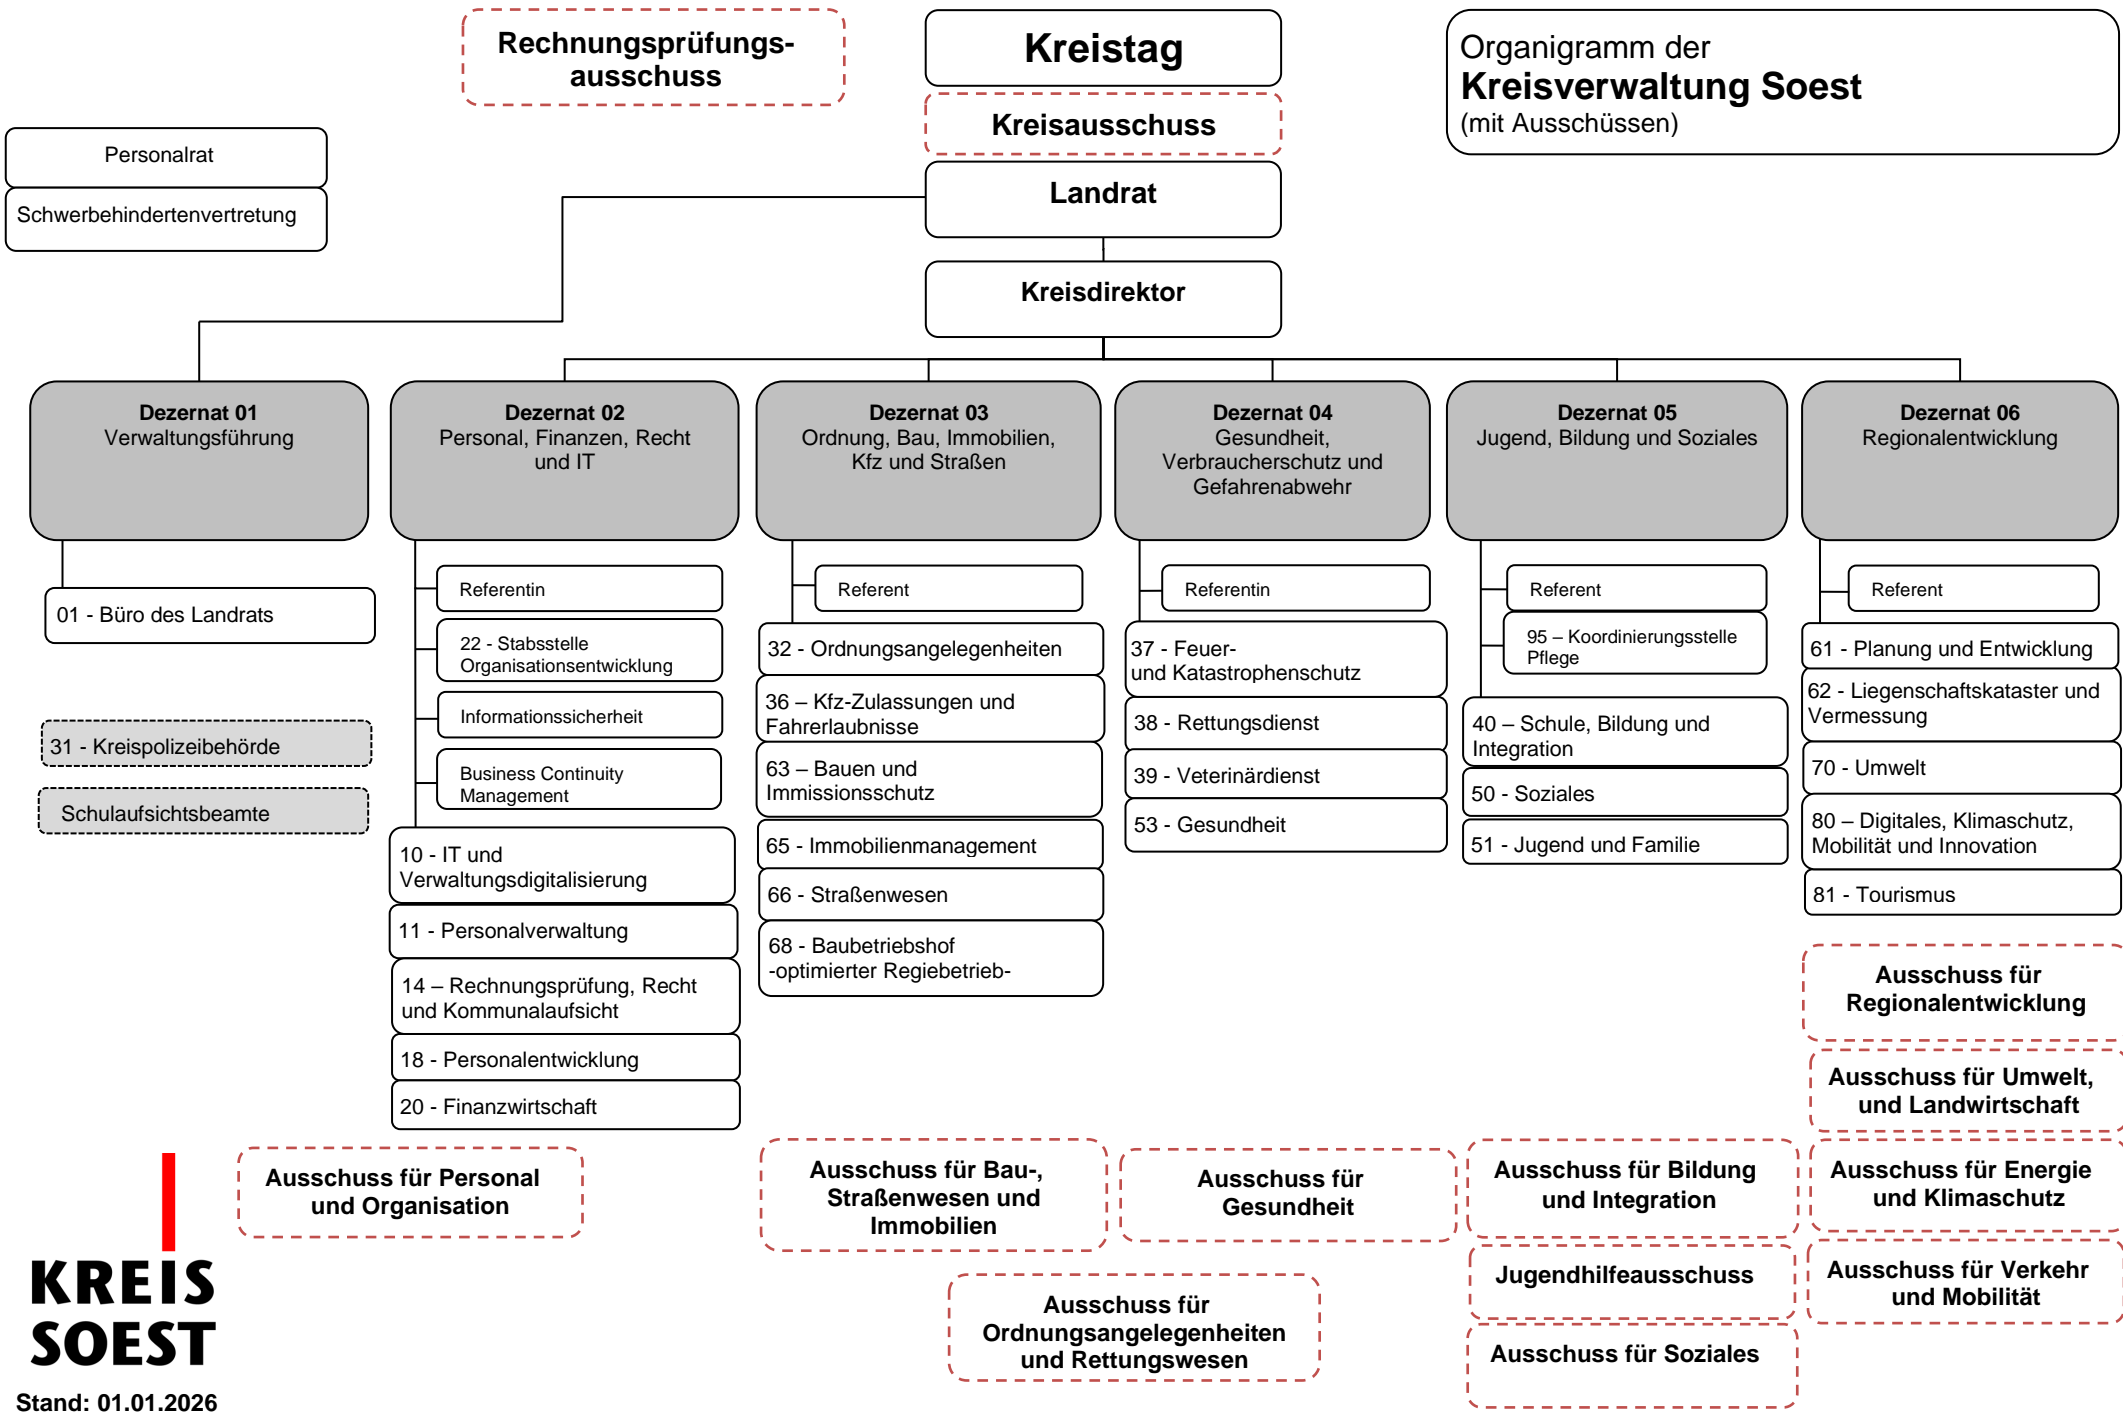 Rechnungsprüfungs-
ausschuss
Kreistag
Kreisausschuss
Landrat
Kreisdirektor
Organigramm der
Kreisverwaltung Soest
(mit Ausschüssen)
Personalrat
Schwerbehindertenvertretung
Dezernat 01
Verwaltungsführung
01 - Büro des Landrats
31 - Kreispolizeibehörde
Schulaufsichtsbeamte
Dezernat 02
Personal, Finanzen, Recht
und IT
Referentin
22 - Stabsstelle
Organisationsentwicklung
Informationssicherheit
Business Continuity
Management
10 - IT und
Verwaltungsdigitalisierung
11 - Personalverwaltung
14 – Rechnungsprüfung, Recht
und Kommunalaufsicht
18 - Personalentwicklung
20 - Finanzwirtschaft
Dezernat 03
Ordnung, Bau, Immobilien,
Kfz und Straßen
Referent
32 - Ordnungsangelegenheiten
36 – Kfz-Zulassungen und
Fahrerlaubnisse
63 – Bauen und
Immissionsschutz
65 - Immobilienmanagement
66 - Straßenwesen
68 - Baubetriebshof
-optimierter Regiebetrieb-
Dezernat 04
Gesundheit,
Verbraucherschutz und
Gefahrenabwehr
Referentin
37 - Feuer-
und Katastrophenschutz
38 - Rettungsdienst
39 - Veterinärdienst
53 - Gesundheit
Dezernat 05
Jugend, Bildung und Soziales
Referent
95 – Koordinierungsstelle
Pflege
40 – Schule, Bildung und
Integration
50 - Soziales
51 - Jugend und Familie
Dezernat 06
Regionalentwicklung
Referent
61 - Planung und Entwicklung
62 - Liegenschaftskataster und
Vermessung
70 - Umwelt
80 – Digitales, Klimaschutz,
Mobilität und Innovation
81 - Tourismus
Ausschuss für
Regionalentwicklung
Ausschuss für Umwelt,
und Landwirtschaft
Ausschuss für Personal
und Organisation
Ausschuss für Bau-,
Straßenwesen und
Immobilien
Ausschuss für
Gesundheit
Ausschuss für Bildung
und Integration
Ausschuss für Energie
und Klimaschutz
Ausschuss für
Ordnungsangelegenheiten
und Rettungswesen
Jugendhilfeausschuss
Ausschuss für Verkehr
und Mobilität
Ausschuss für Soziales
KREIS
SOEST
Stand: 01.01.2026